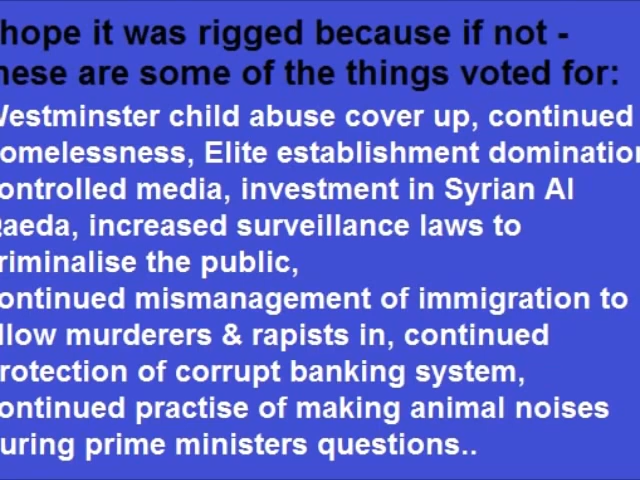 hope it was rigged because if not -
hese are some of the things voted for:
Westminster child abuse cover up, continued
omelessness, Elite establishment domination
ontrolled media, investment in Syrian Al
Qaeda, increased surveillance laws to
riminalise the public,
ontinued mismanagement of immigration to
llow murderers & rapists in, continued
rotection of corrupt banking system,
ontinued practise of making animal noises
uring prime ministers questions..